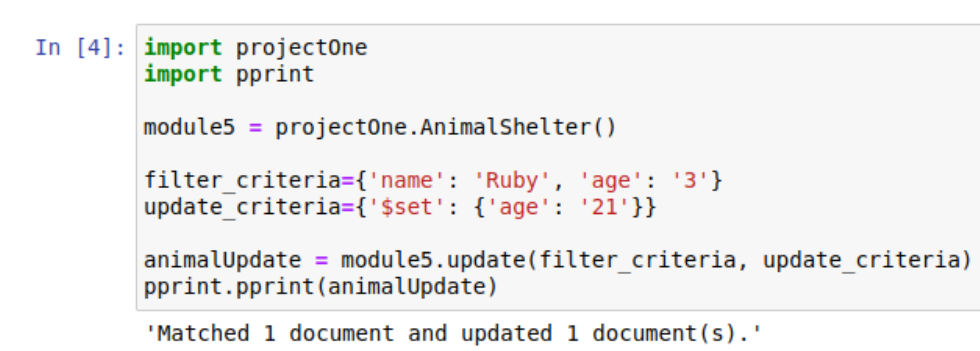 In [4]: import projectOne
import pprint
module5 = projectOne.AnimalShelter()
filter_criteria={'name': 'Ruby', 'age': '3'}
update_criteria={'$set': {'age': '21'}}
animalUpdate = module5.update(filter_criteria, update_criteria)
pprint.pprint(animalUpdate)
'Matched 1 document and updated 1 document(s).'